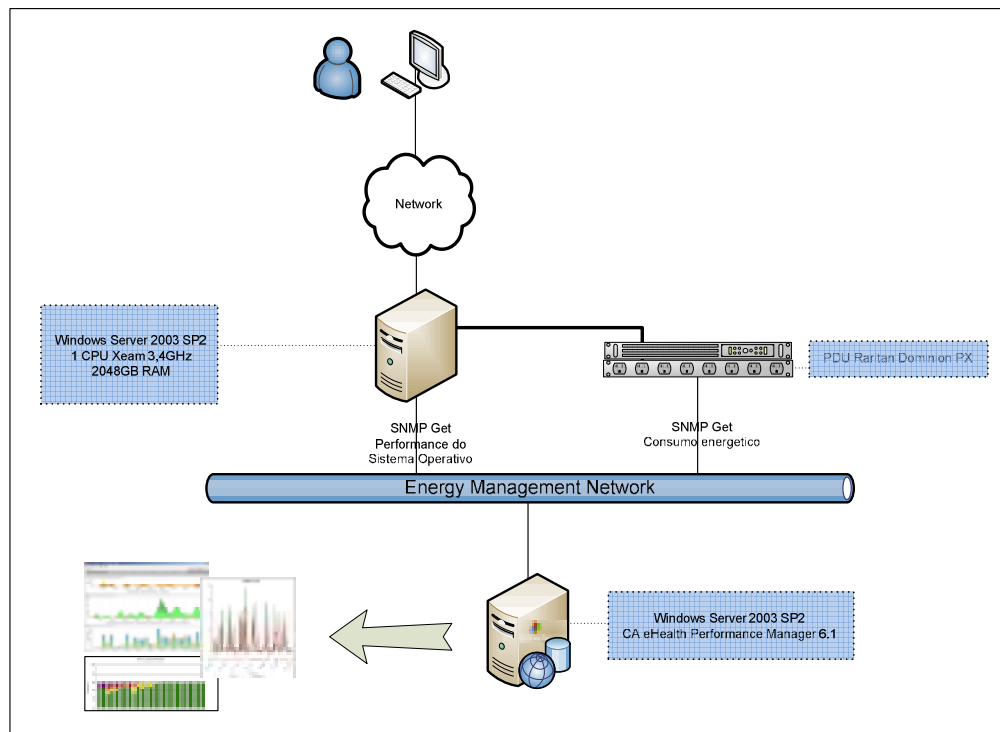 Network
Windows Server 2003 SP2
1 CPU Xeam 3,4GHz
2048GB RAM
PDU Raritan Dominion PX
SNMP Get
Performance do
Sistema Operativo
SNMP Get
Consumo energetico
Energy Management Network
Windows Server 2003 SP2
CA eHealth Performance Manager 6.1